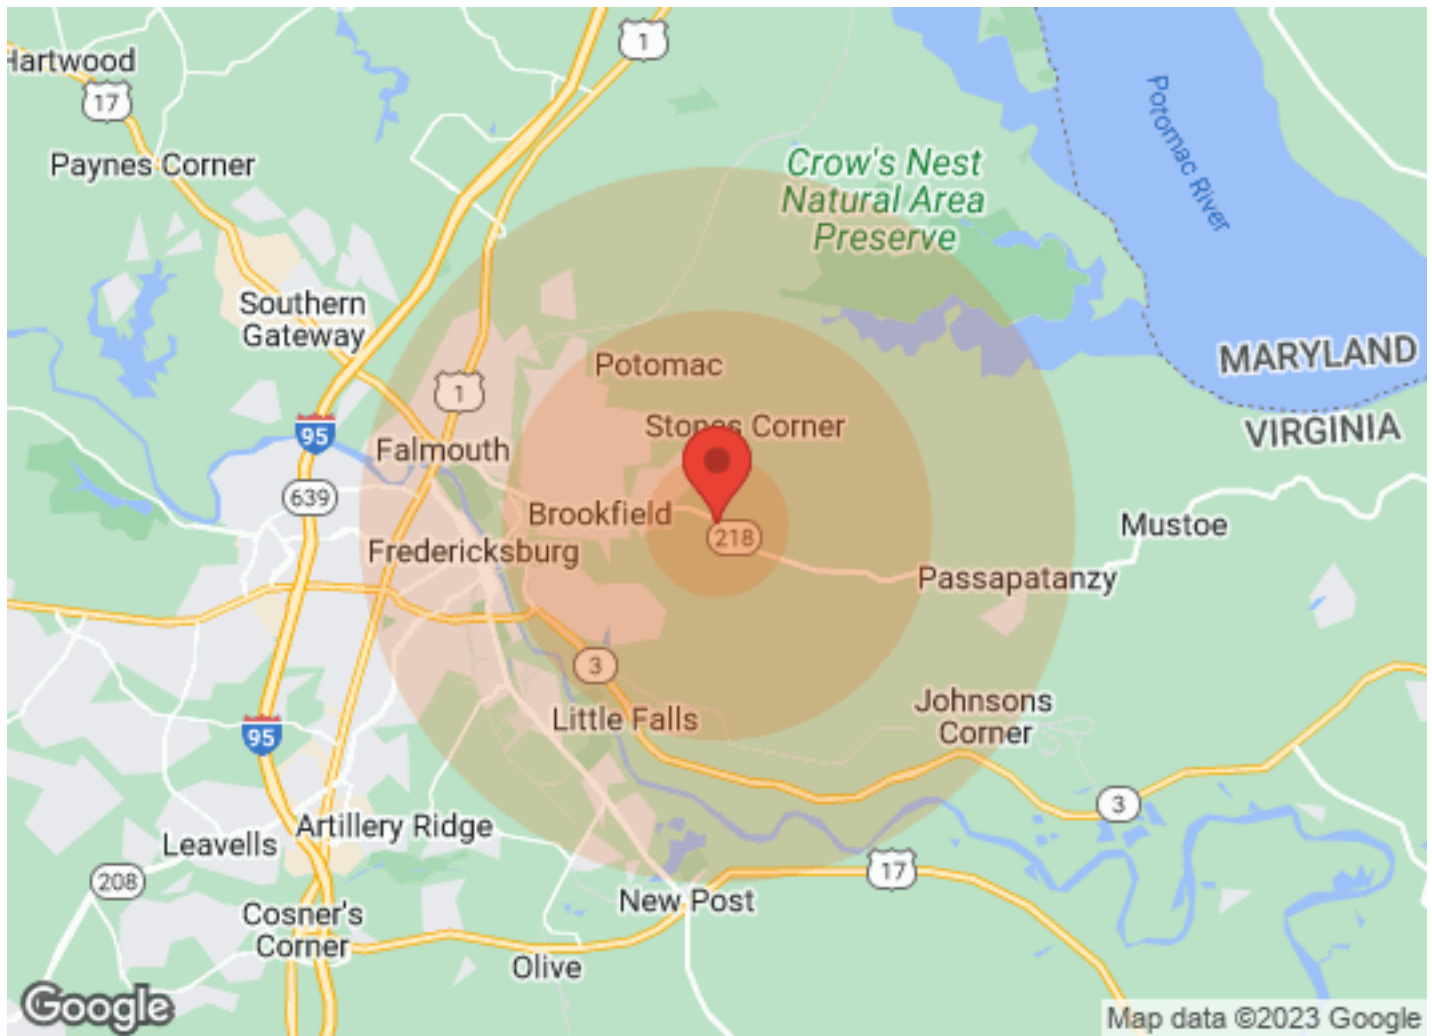 1
Hartwood
17
Paynes Corner
Potomac River
Crow's Nest
Natural Area
Preserve
Southern
Gateway
MARYLAND
VIRGINIA
Potomac
1
Stones Corner
95
Falmouth
639
Brookfield
218
Mustoe
Fredericksburg
Passapatanzy
3
Little Falls
Johnsons
Corner
95
3
Artillery Ridge
Leavells
208
17
New Post
Cosner's
Corner
Olive
Google
Map data ©2023 Google